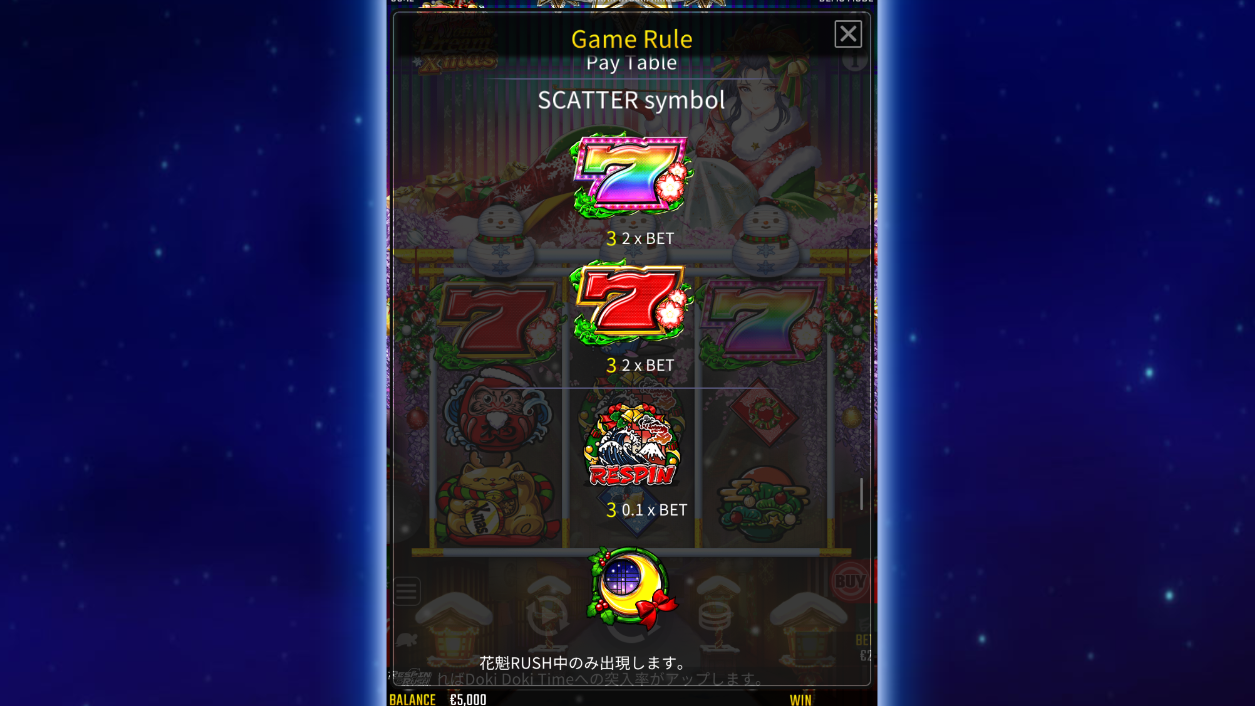 Game Rule
Pay Table
SCATTER symbol
3 2 x BET
3 2 x BET
RESPIN
3 0.1 x BET
Xmas
BUY
花魁RUSH中のみ出現します。
ればDoki Doki Timeへの突入率がアップします。
BALANCE €5,000
WIN